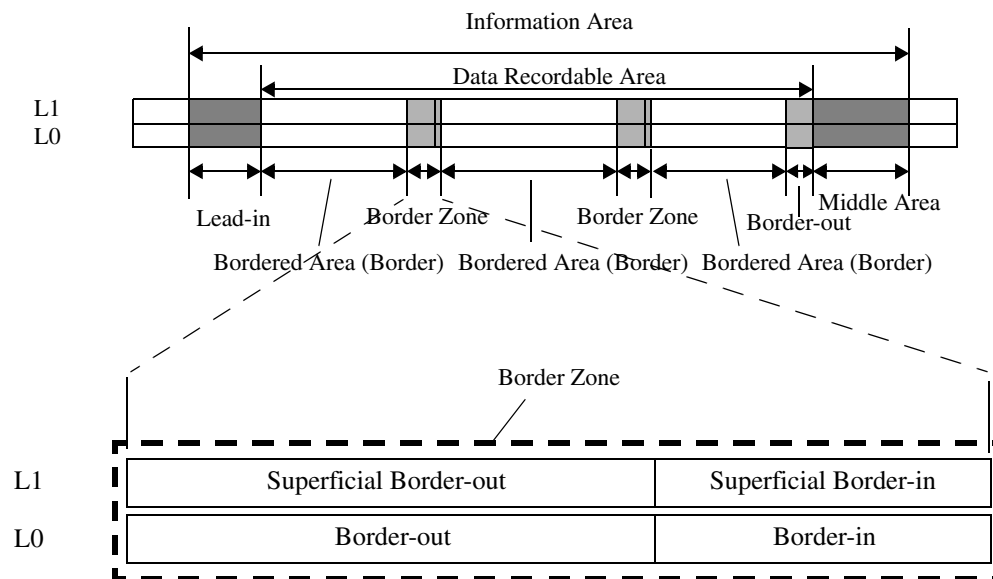 Information Area
Data Recordable Area
L1
L0
Lead-in
Border Zone
Border Zone
Border-out
Middle Area
Bordered Area (Border)
Bordered Area (Border)
Bordered Area (Border)
Border Zone
L1
Superficial Border-out
Superficial Border-in
L0
Border-out
Border-in